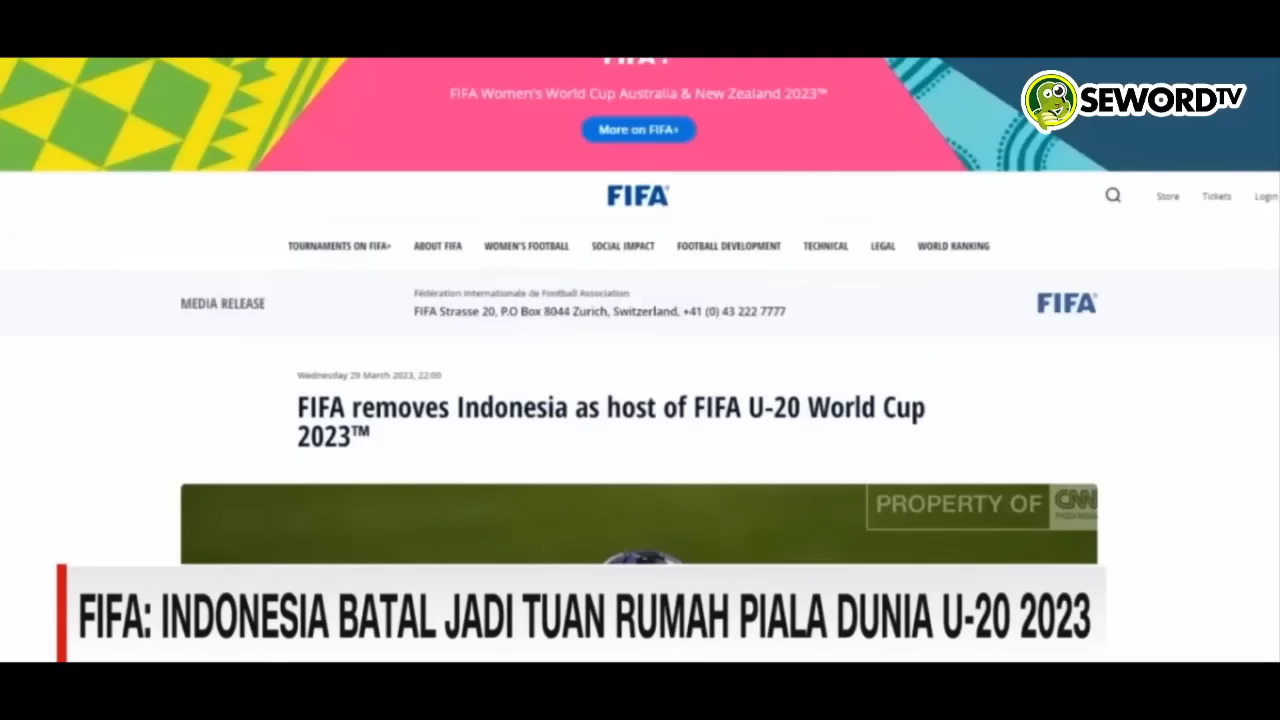 SEWORD TV
FIFA Women's World Cup Australia & New Zealand 2023™
More on FIFA+
FIFA
Store Tickets Login
TOURNAMENTS ON FIFA+ ABOUT FIFA WOMEN'S FOOTBALL SOCIAL IMPACT FOOTBALL DEVELOPMENT TECHNICAL LEGAL WORLD RANKING
MEDIA RELEASE
Fédération Internationale de Football Association
FIFA Strasse 20, P.O Box 8044 Zurich, Switzerland, +41 (0) 43 222 7777
FIFA
Wednesday 29 March 2023, 22:00
FIFA removes Indonesia as host of FIFA U-20 World Cup
2023™
PROPERTY OF CNN
Indonesia
FIFA: INDONESIA BATAL JADI TUAN RUMAH PIALA DUNIA U-20 2023